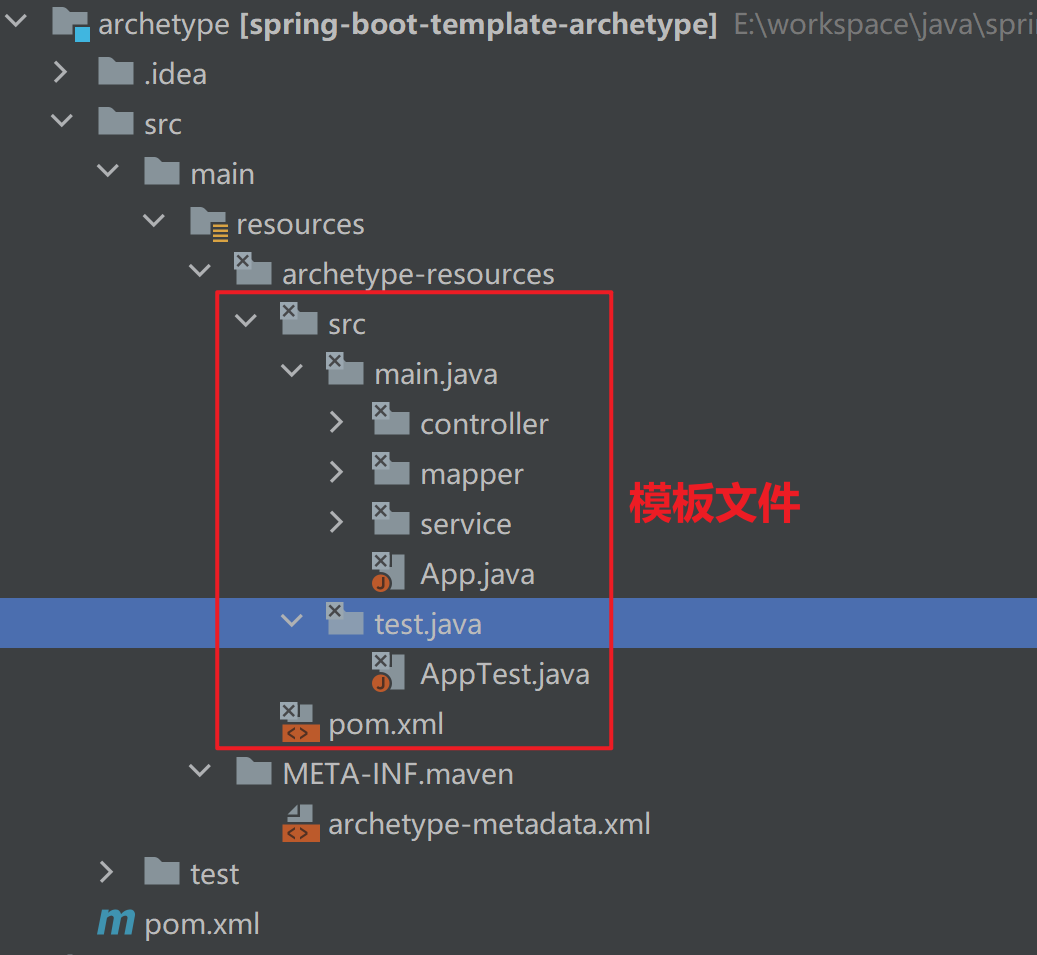 archetype [spring-boot-template-archetype] E:\workspace\java\spri
.idea
src
main
resources
archetype-resources
src
main.java
controller
mapper
service
App.java
test.java
AppTest.java
pom.xml
META-INF.maven
archetype-metadata.xml
test
m pom.xml
模板文件